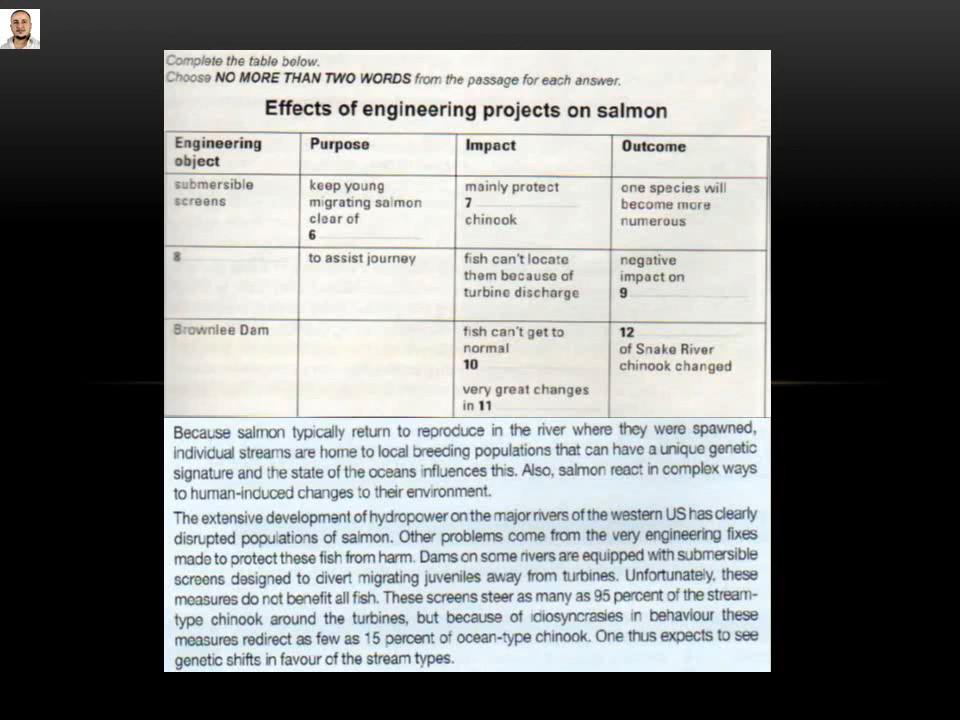 Complete the table below.
Choose NO MORE THAN TWO WORDS from the passage for each answer.
Effects of engineering projects on salmon
Engineering object
Purpose
Impact
Outcome
submersible
screens
keep young
migrating salmon
clear of
6
mainly protect
7
chinook
one species will
become more
numerous
8
to assist journey
fish can't locate
them because of
turbine discharge
negative
impact on
9
Brownlee Dam
fish can't get to
normal
10
very great changes
in 11
12
of Snake River
chinook changed
Because salmon typically return to reproduce in the river where they were spawned,
individual streams are home to local breeding populations that can have a unique genetic
signature and the state of the oceans influences this. Also, salmon react in complex ways
to human-induced changes to their environment.
The extensive development of hydropower on the major rivers of the western US has clearly
disrupted populations of salmon. Other problems come from the very engineering fixes
made to protect these fish from harm. Dams on some rivers are equipped with submersible
screens designed to divert migrating juveniles away from turbines. Unfortunately, these
measures do not benefit all fish. These screens steer as many as 95 percent of the stream-
type chinook around the turbines, but because of idiosyncrasies in behaviour these
measures redirect as few as 15 percent of ocean-type chinook. One thus expects to see
genetic shifts in favour of the stream types.